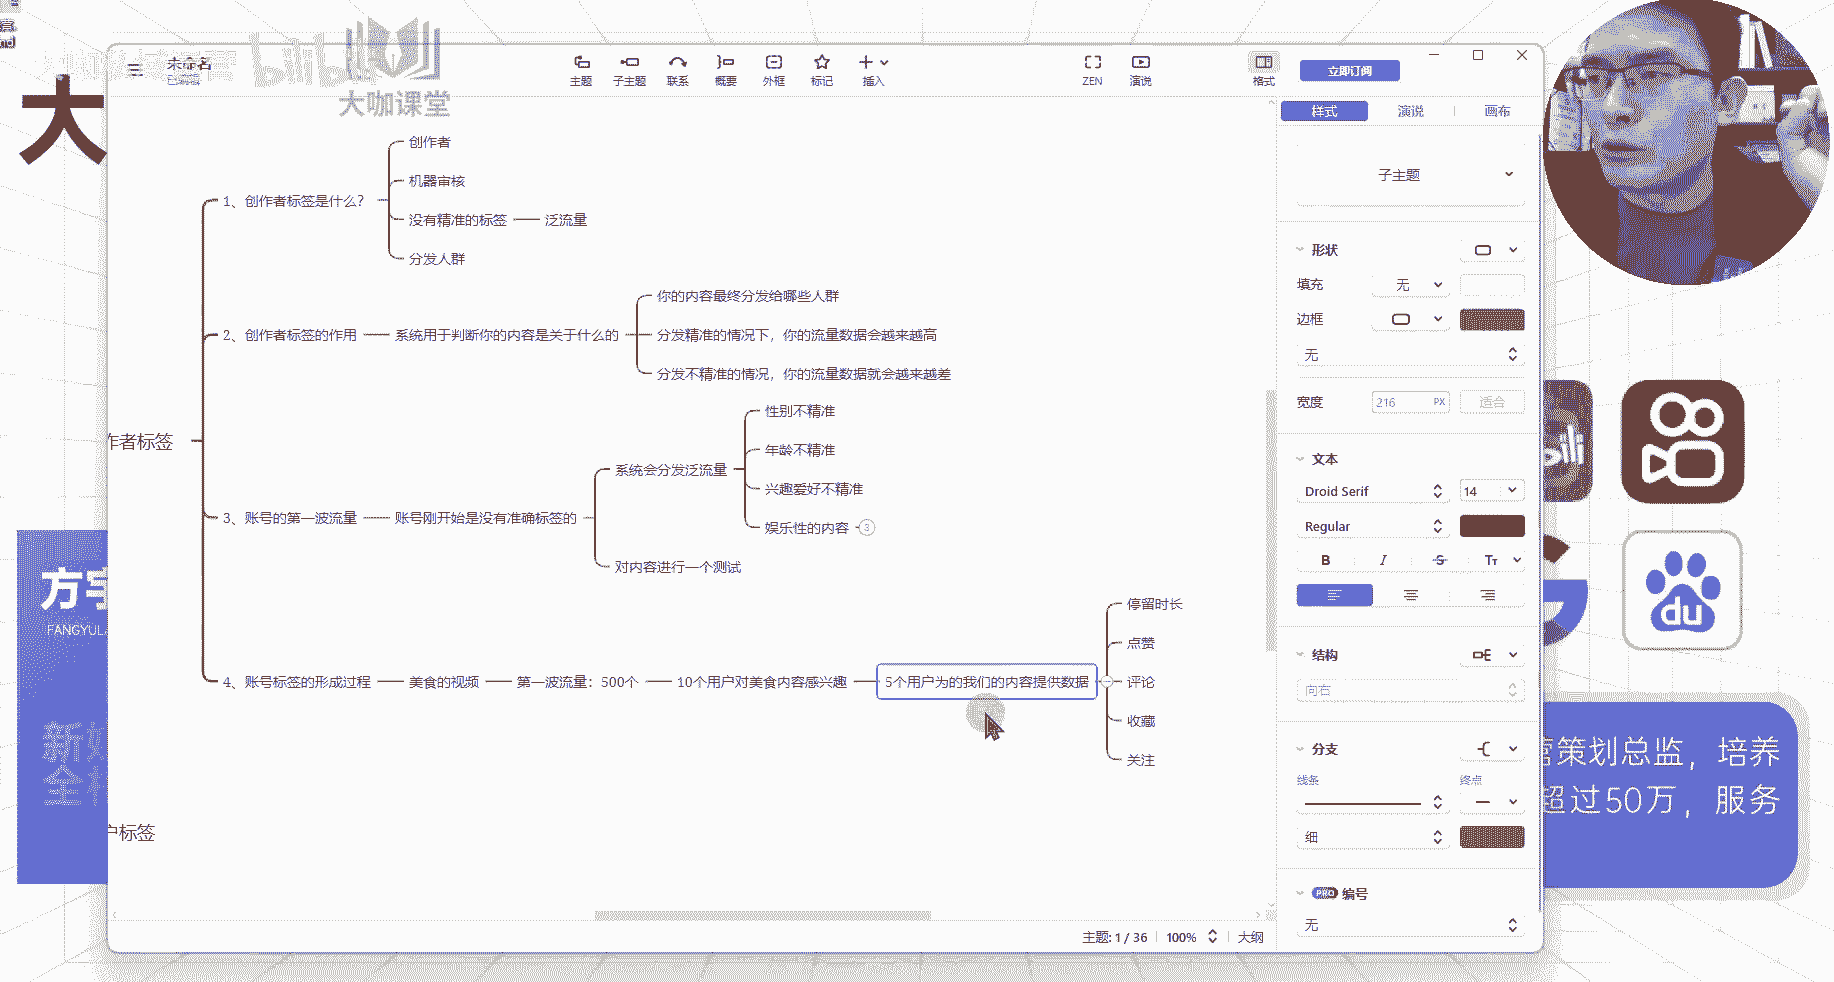 大咖课堂
bilibili
大
未命名
已编辑
主题
子主题
联系
概要
外框
标记
插入
ZEN
演说
格式
立即订阅
样式
演说
画布
子主题
形状
填充
无
边框
无
宽度
216
PX
适合
文本
Droid Serif
14
Regular
B
I
S
TT
结构
向右
分支
线条
终点
细
PRO
编号
无
作者标签
1、创作者标签是什么？
创作者
机器审核
没有精准的标签
泛流量
分发人群
2、创作者标签的作用
系统用于判断你的内容是关于什么的
你的内容最终分发给哪些人群
分发精准的情况下，你的流量数据会越来越高
分发不精准的情况，你的流量数据就会越来越差
3、账号的第一波流量
账号刚开始是没有准确标签的
系统会分发泛流量
性别不精准
年龄不精准
兴趣爱好不精准
娱乐性的内容
3
对内容进行一个测试
4、账号标签的形成过程
美食的视频
第一波流量：500个
10个用户对美食内容感兴趣
5个用户为的我们的内容提供数据
停留时长
点赞
评论
收藏
关注
户标签
主题: 1 / 36
100%
大纲
方宇
FANGYUL
新
全
du
营策划总监，培养
超过50万，服务